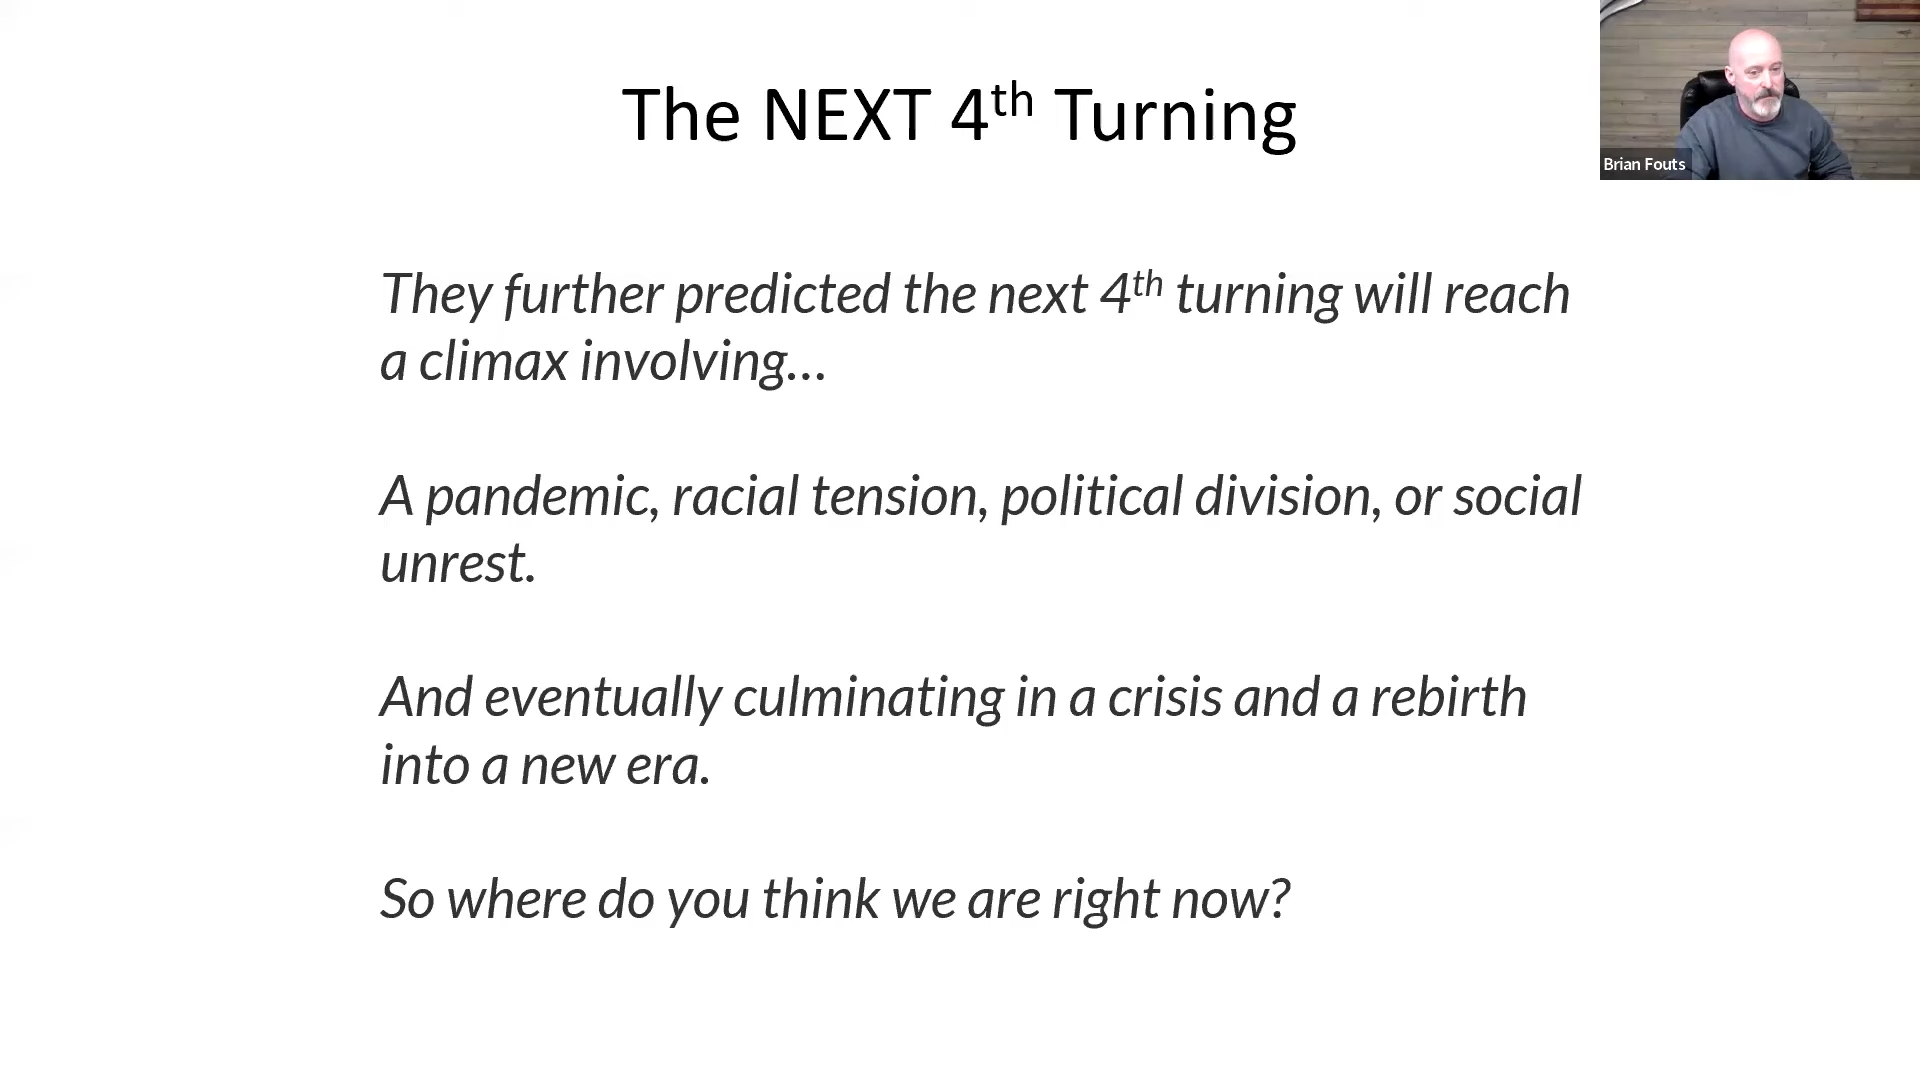 The NEXT 4th Turning
Brian Fouts
They further predicted the next 4th turning will reach
a climax involving...
A pandemic, racial tension, political division, or social
unrest.
And eventually culminating in a crisis and a rebirth
into a new era.
So where do you think we are right now?